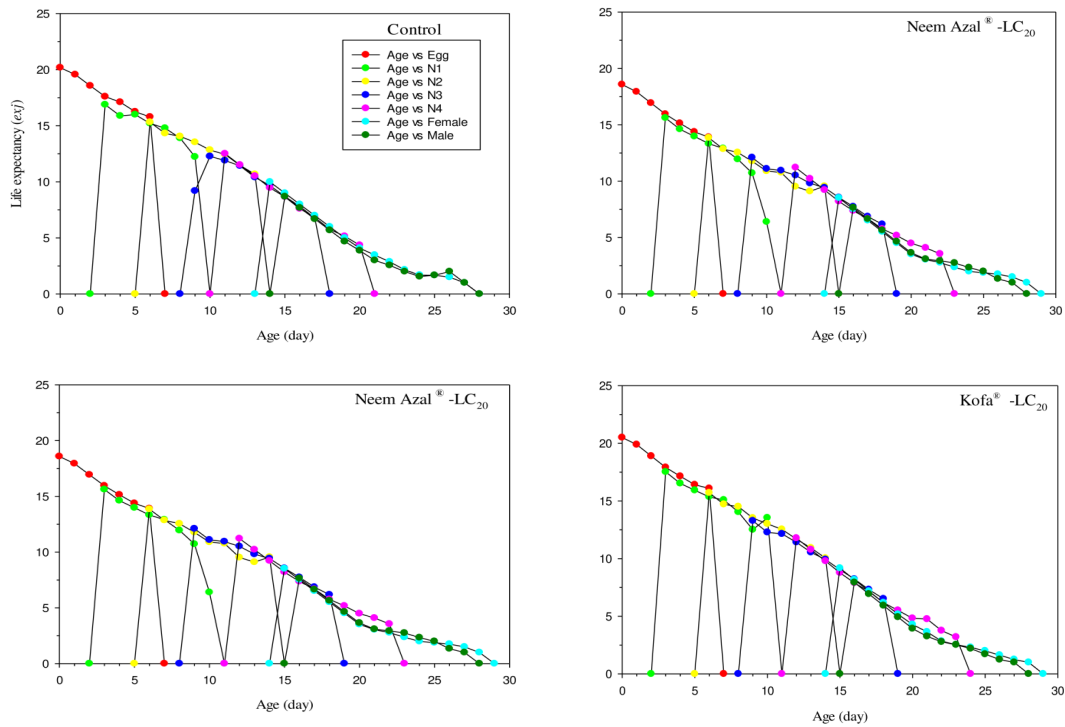 Control
Age vs Egg
Age vs N1
Age vs N2
Age vs N3
Age vs N4
Age vs Female
Age vs Male
Life expectancy (exj)
25
20
15
10
5
0
0 5 10 15 20 25 30
Age (day)
Neem Azal ® -LC20
25
20
15
10
5
0
0 5 10 15 20 25 30
Age (day)
Neem Azal ® -LC20
25
20
15
10
5
0
0 5 10 15 20 25 30
Age (day)
Kofa® -LC20
25
20
15
10
5
0
0 5 10 15 20 25 30
Age (day)